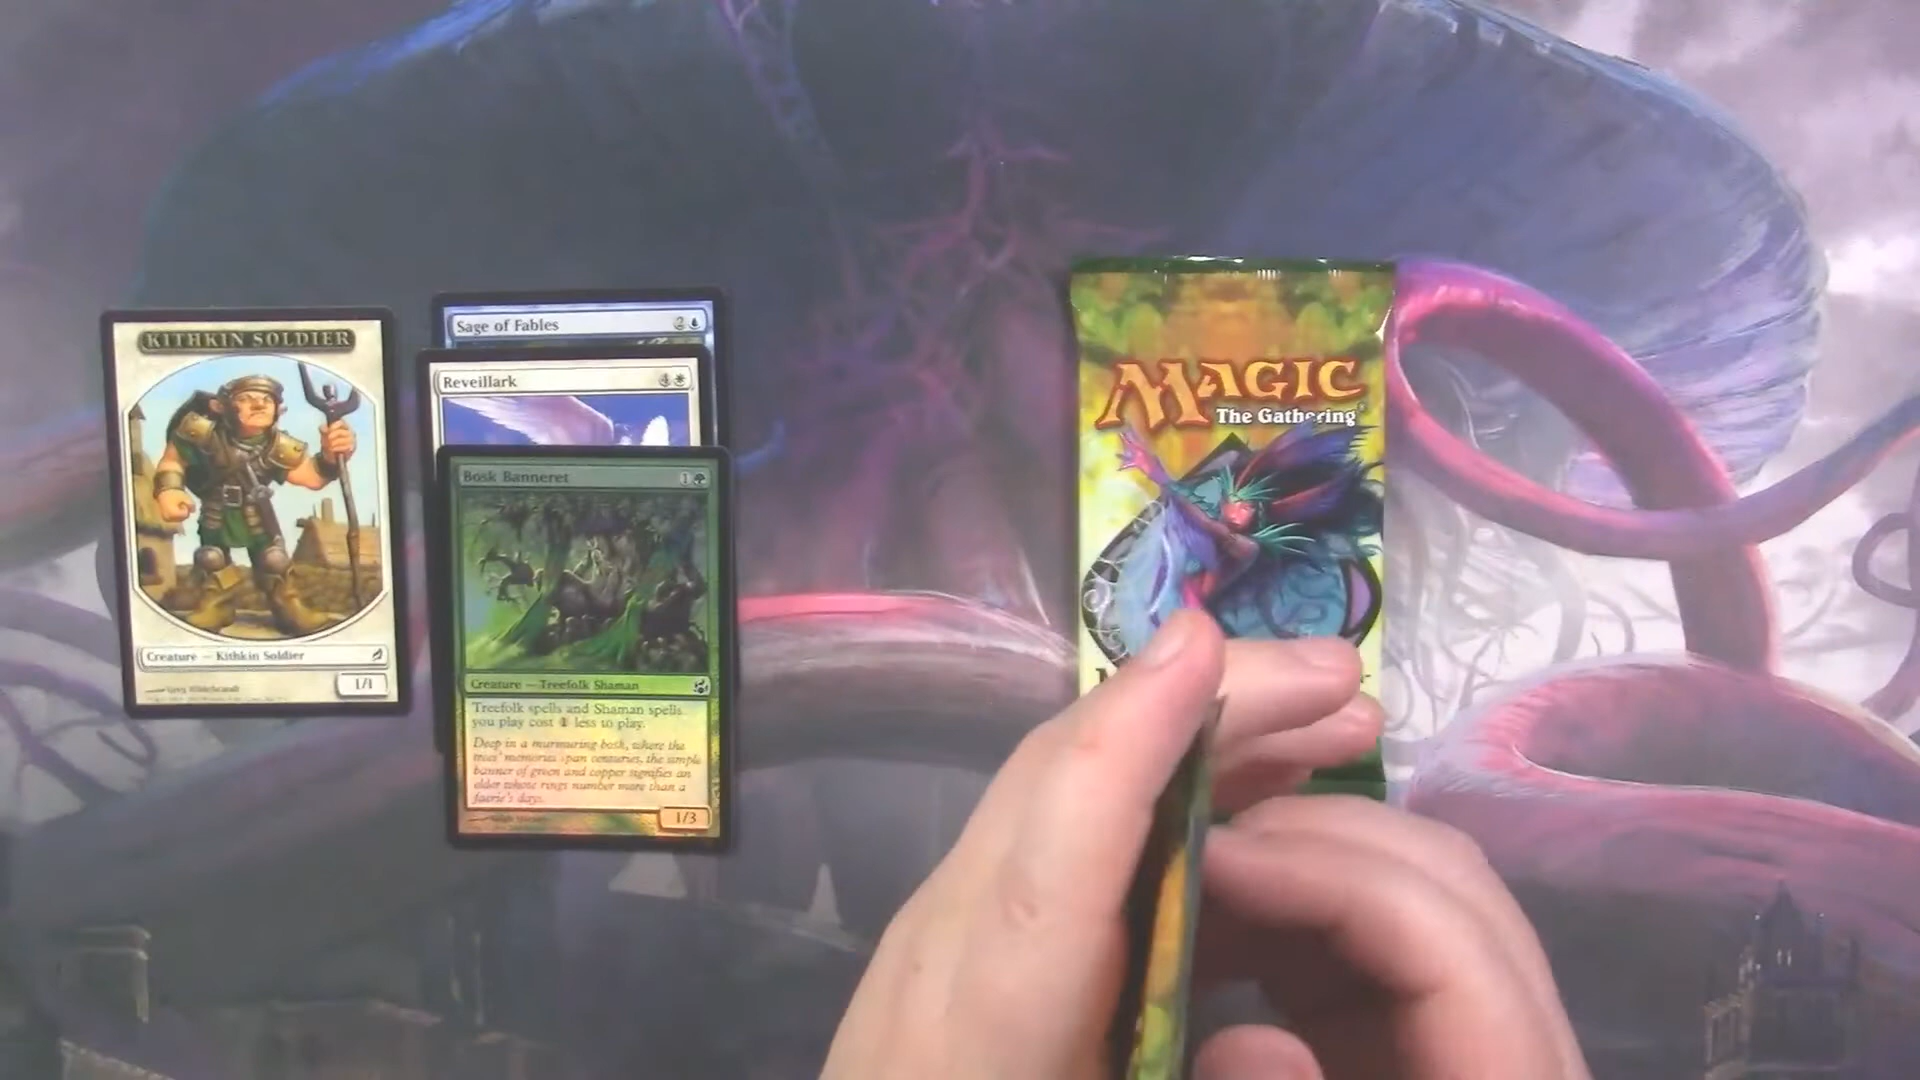 KITHKIN SOLDIER
Creature — Kithkin Soldier
1/1
Sage of Fables
2
Reveillark
4
Bosk Banneret
1
Creature — Treefolk Shaman
Treefolk spells and Shaman spells
you play cost 1 less to play.
Deep in a murmuring bosk, where the
trees' memories span centuries, the simple
banner of green and copper signifies an
elder whose rings number more than a
faerie's days.
1/3
MAGIC
The Gathering